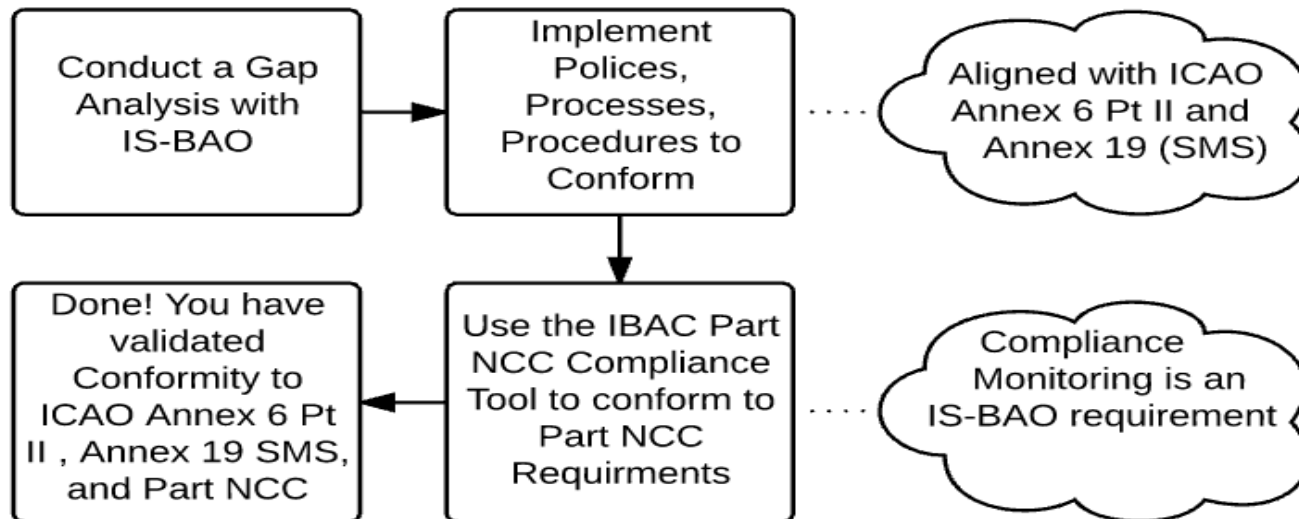 Conduct a Gap
Analysis with
IS-BAO
Implement
Polices,
Processes,
Procedures to
Conform
Aligned with ICAO
Annex 6 Pt II and
Annex 19 (SMS)
Done! You have
validated
Conformity to
ICAO Annex 6 Pt
II , Annex 19 SMS,
and Part NCC
Use the IBAC Part
NCC Compliance
Tool to conform to
Part NCC
Requirments
Compliance
Monitoring is an
IS-BAO requirement